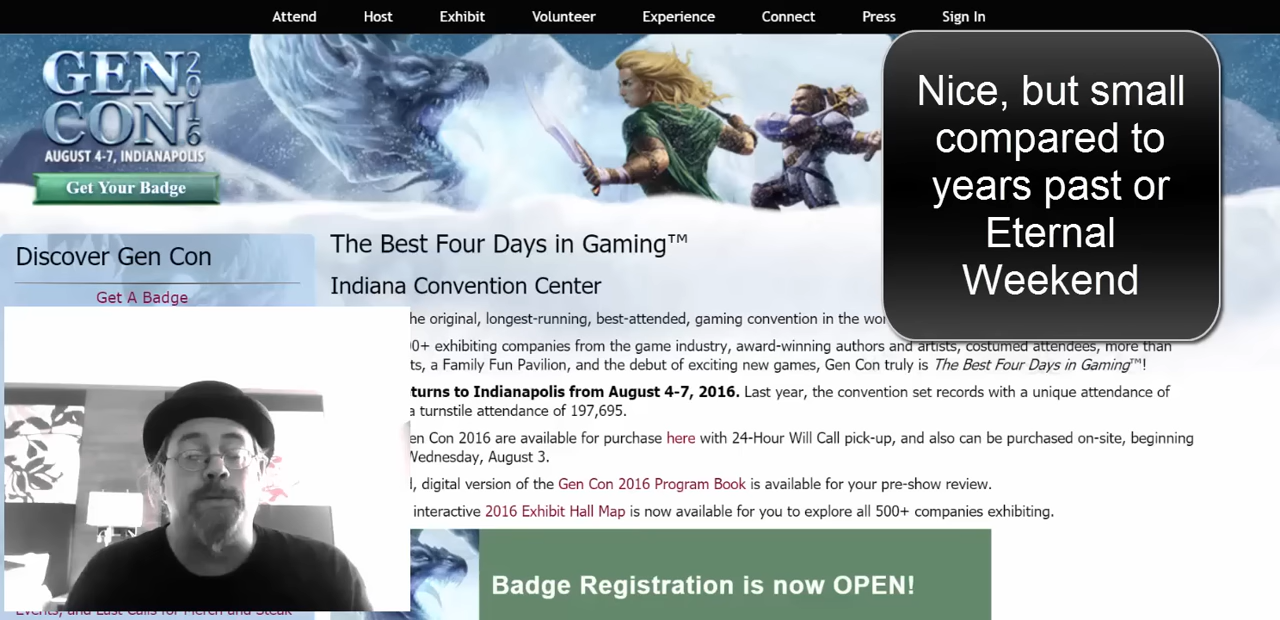 Attend Host Exhibit Volunteer Experience Connect Press Sign In
GEN CON 2016
AUGUST 4-7, INDIANAPOLIS
Get Your Badge
Nice, but small
compared to
years past or
Eternal
Weekend
Discover Gen Con
Get A Badge
The Best Four Days in Gaming™
Indiana Convention Center
he original, longest-running, best-attended, gaming convention in the
0+ exhibiting companies from the game industry, award-winning authors and artists, costumed attendees, more than
ts, a Family Fun Pavilion, and the debut of exciting new games, Gen Con truly is The Best Four Days in Gaming™!
turns to Indianapolis from August 4-7, 2016. Last year, the convention set records with a unique attendance of
a turnstile attendance of 197,695.
en Con 2016 are available for purchase here with 24-Hour Will Call pick-up, and also can be purchased on-site, beginning
Wednesday, August 3.
, digital version of the Gen Con 2016 Program Book is available for your pre-show review.
interactive 2016 Exhibit Hall Map is now available for you to explore all 500+ companies exhibiting.
Events, and Last Calls for Merch and Steak
Badge Registration is now OPEN!